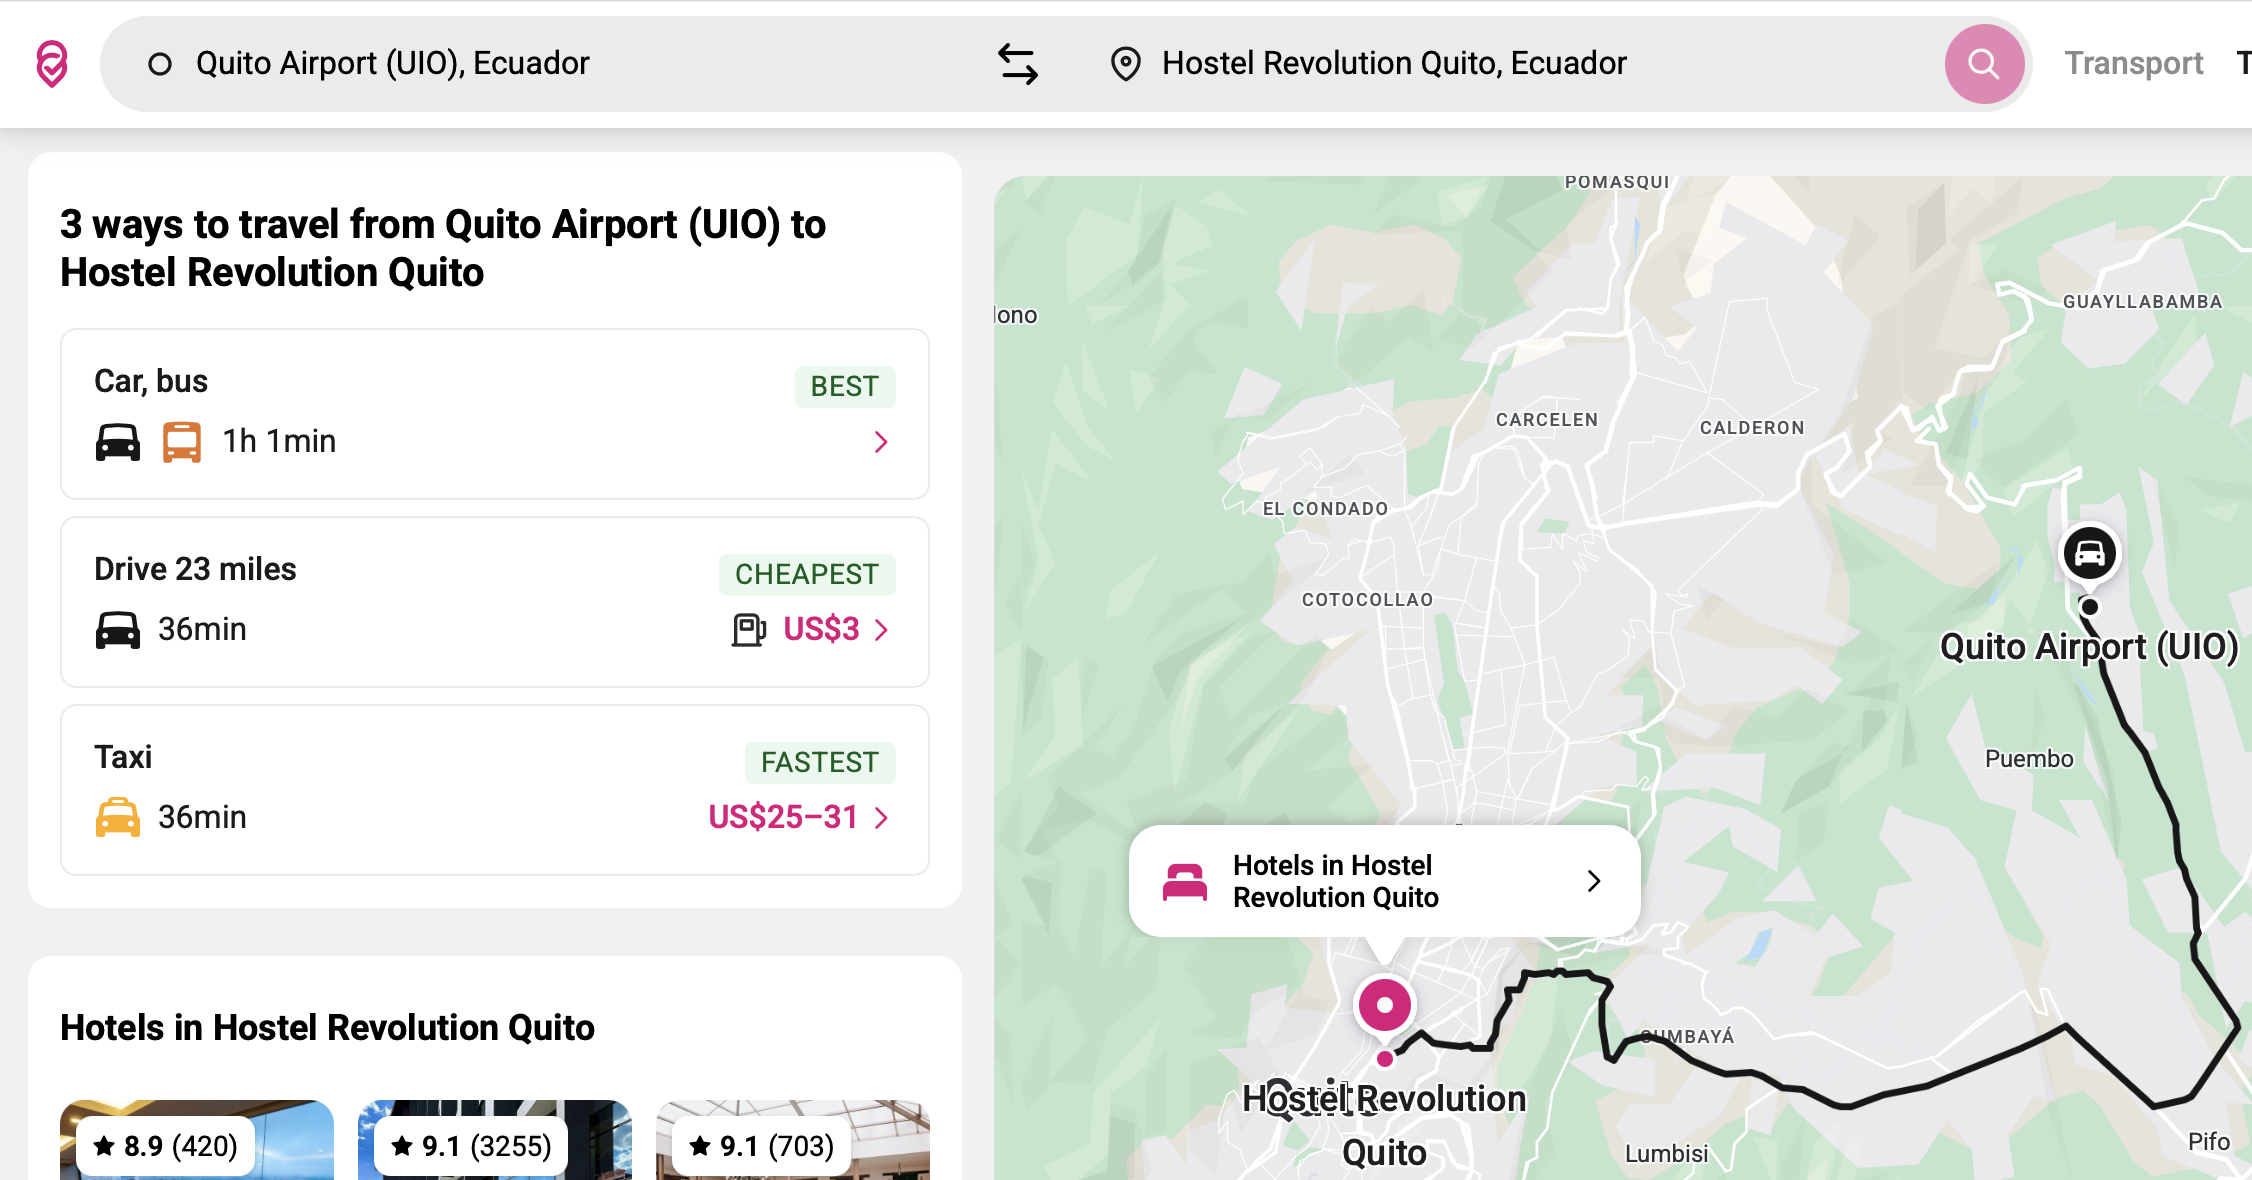 Quito Airport (UIO), Ecuador
Hostel Revolution Quito, Ecuador
Transport
3 ways to travel from Quito Airport (UIO) to
Hostel Revolution Quito
Car, bus
BEST
1h 1min
Drive 23 miles
CHEAPEST
36min
US$3
Taxi
FASTEST
36min
US$25–31
Hotels in Hostel Revolution Quito
8.9 (420)
9.1 (3255)
9.1 (703)
POMASQUI
GUAYLLABAMBA
CARCELEN
CALDERON
EL CONDADO
COTOCOLLAO
Quito Airport (UIO)
Puembo
Hotels in Hostel
Revolution Quito
CUMBAYÁ
Hostel Revolution
Quito
Quito
Lumbisi
Pifo